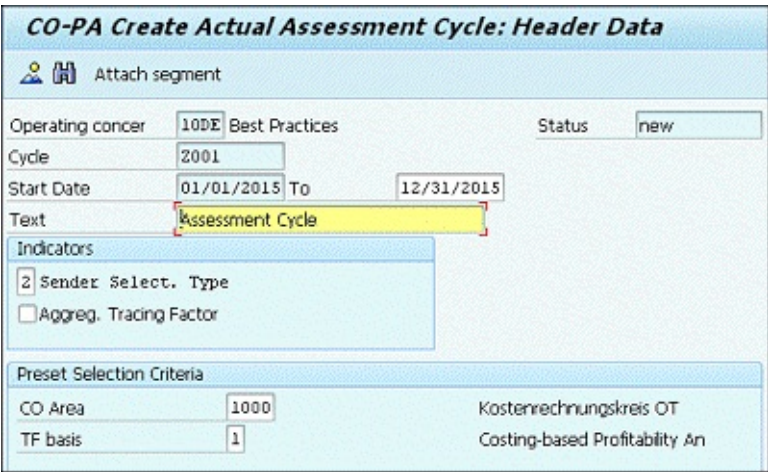 CO-PA Create Actual Assessment Cycle: Header Data
Attach segment
Operating concer 10DE Best Practices Status new
Cycle Z001
Start Date 01/01/2015 To 12/31/2015
Text Assessment Cycle
Indicators
2 Sender Select. Type
Aggreg. Tracing Factor
Preset Selection Criteria
CO Area 1000 Kostenrechnungskreis OT
TF basis 1 Costing-based Profitability An